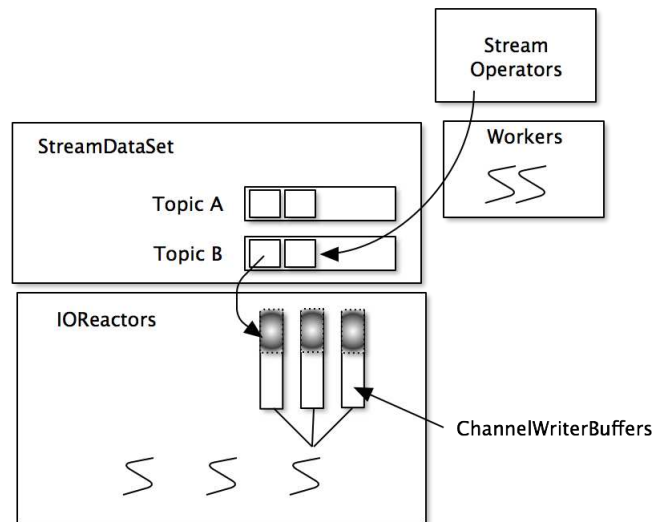 Stream
Operators
Workers
StreamDataSet
Topic A
Topic B
IOReactors
ChannelWriterBuffers